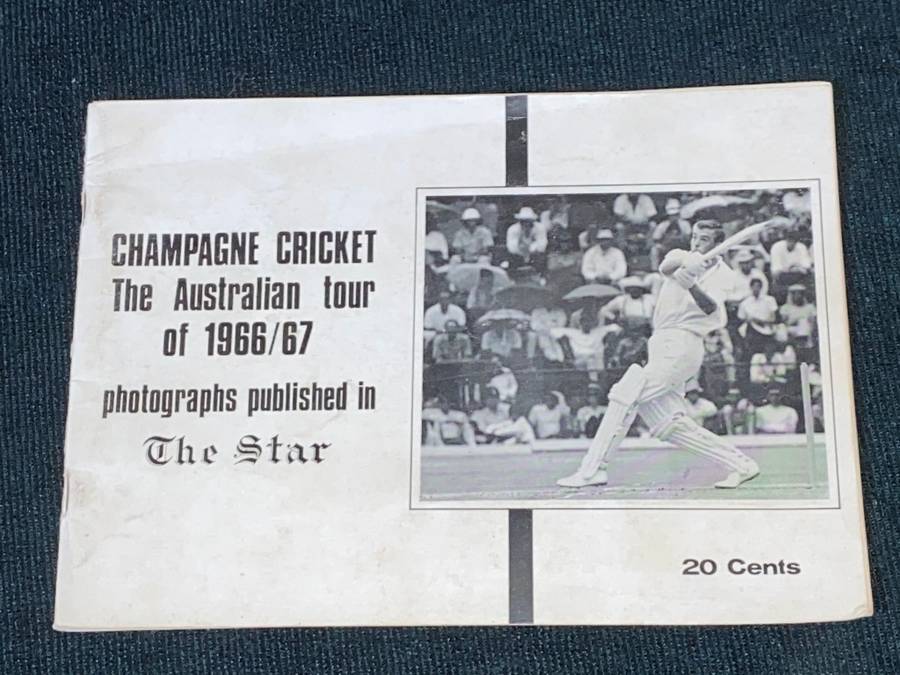 CHAMPAGNE CRICKET
The Australian tour
of 1966/67
photographs published in
The Star
20 Cents